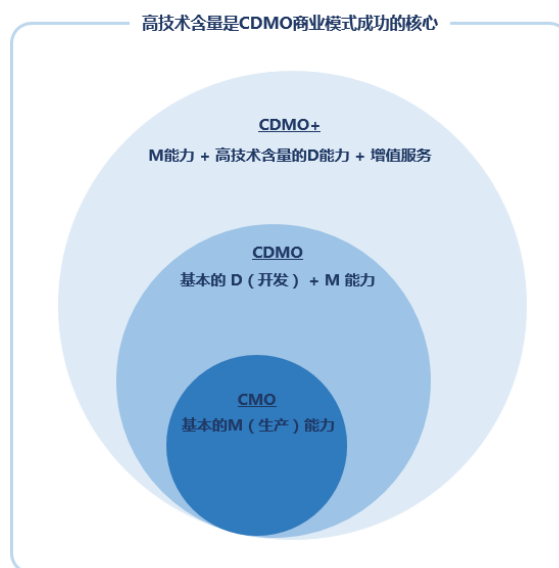 高技术含量是CDMO商业模式成功的核心
CDMO+
M能力 + 高技术含量的D能力 + 增值服务
CDMO
基本的 D（开发） + M 能力
CMO
基本的M（生产）能力